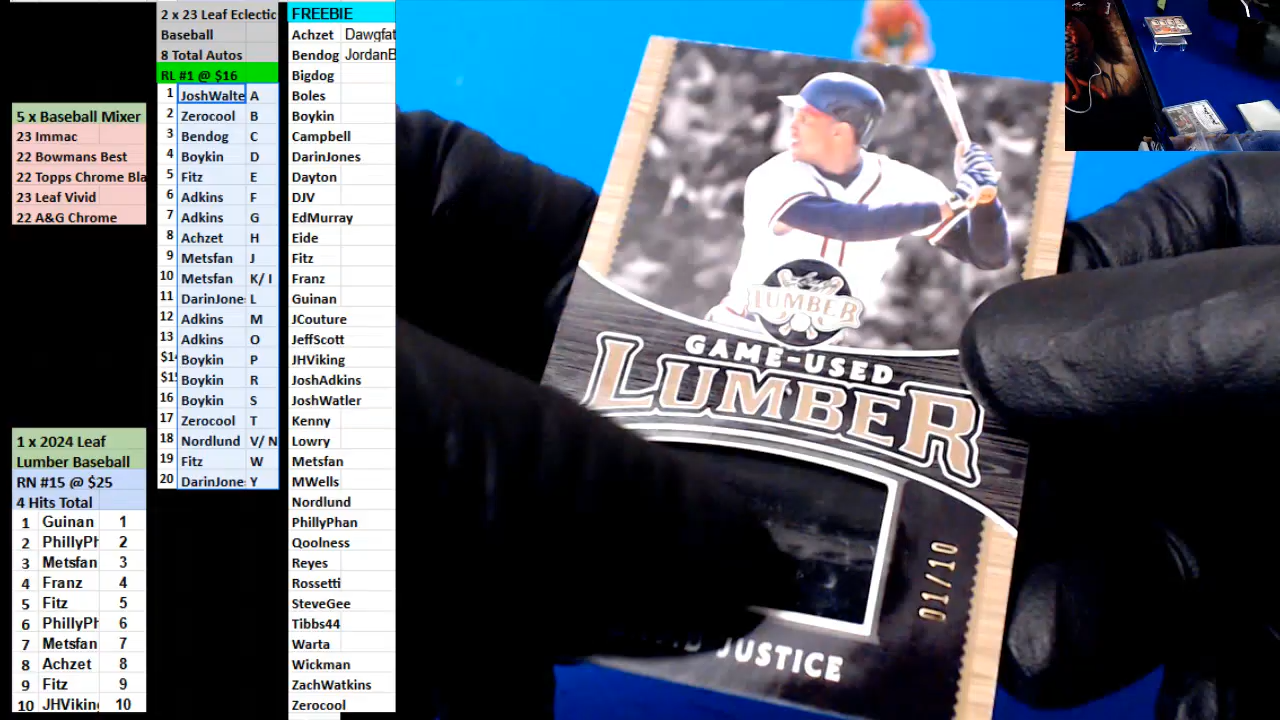 2 x 23 Leaf Eclectic
Baseball
8 Total Autos
RL #1 @ $16
1 JoshWalte A
2 Zerocool B
3 Bendog C
4 Boykin D
5 Fitz E
6 Adkins F
7 Adkins G
8 Achzet H
9 Metsfan J
10 Metsfan K/ I
11 DarinJone L
12 Adkins M
13 Adkins O
$14 Boykin P
$15 Boykin R
16 Boykin S
17 Zerocool T
18 Nordlund V/ N
19 Fitz W
20 DarinJone Y
5 x Baseball Mixer
23 Immac
22 Bowmans Best
22 Topps Chrome Bla
23 Leaf Vivid
22 A&G Chrome
1 x 2024 Leaf
Lumber Baseball
RN #15 @ $25
4 Hits Total
1 Guinan 1
2 PhillyPh 2
3 Metsfan 3
4 Franz 4
5 Fitz 5
6 PhillyPh 6
7 Metsfan 7
8 Achzet 8
9 Fitz 9
10 JHViking 10
FREEBIE
Achzet Dawgfat
Bendog JordanB
Bigdog
Boles
Boykin
Campbell
DarinJones
Dayton
DJV
EdMurray
Eide
Fitz
Franz
Guinan
JCouture
JeffScott
JHViking
JoshAdkins
JoshWatler
Kenny
Lowry
Metsfan
MWells
Nordlund
PhillyPhan
Qoolness
Reyes
Rossetti
SteveGee
Tibbs44
Warta
Wickman
ZachWatkins
Zerocool
LUMBER
GAME-USED
LUMBER
01/10
JUSTICE